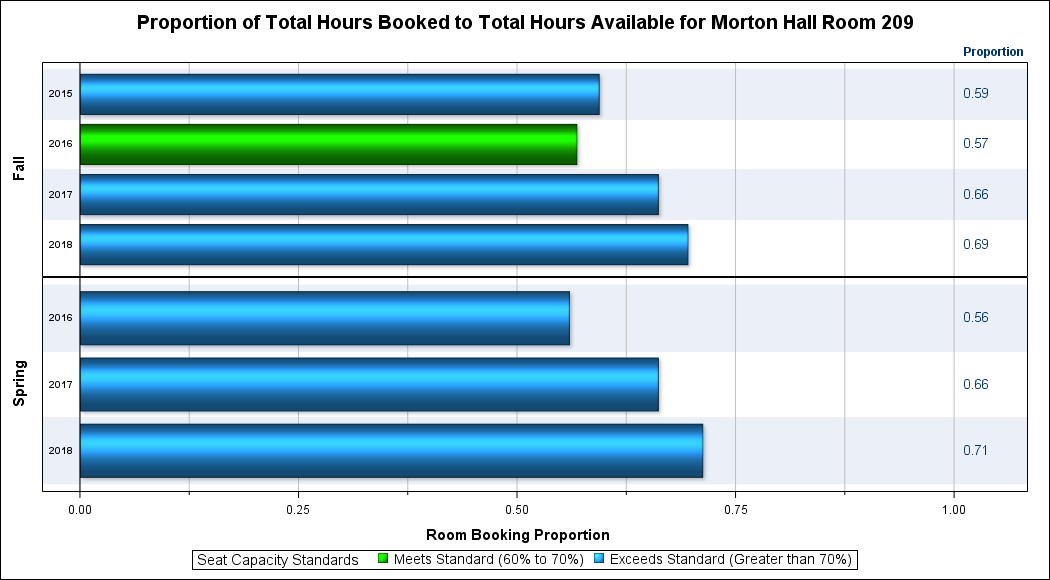 Proportion of Total Hours Booked to Total Hours Available for Morton Hall Room 209
Proportion
Fall
2015 0.59
2016 0.57
2017 0.66
2018 0.69
Spring
2016 0.56
2017 0.66
2018 0.71
0.00 0.25 0.50 0.75 1.00
Room Booking Proportion
Seat Capacity Standards Meets Standard (60% to 70%) Exceeds Standard (Greater than 70%)